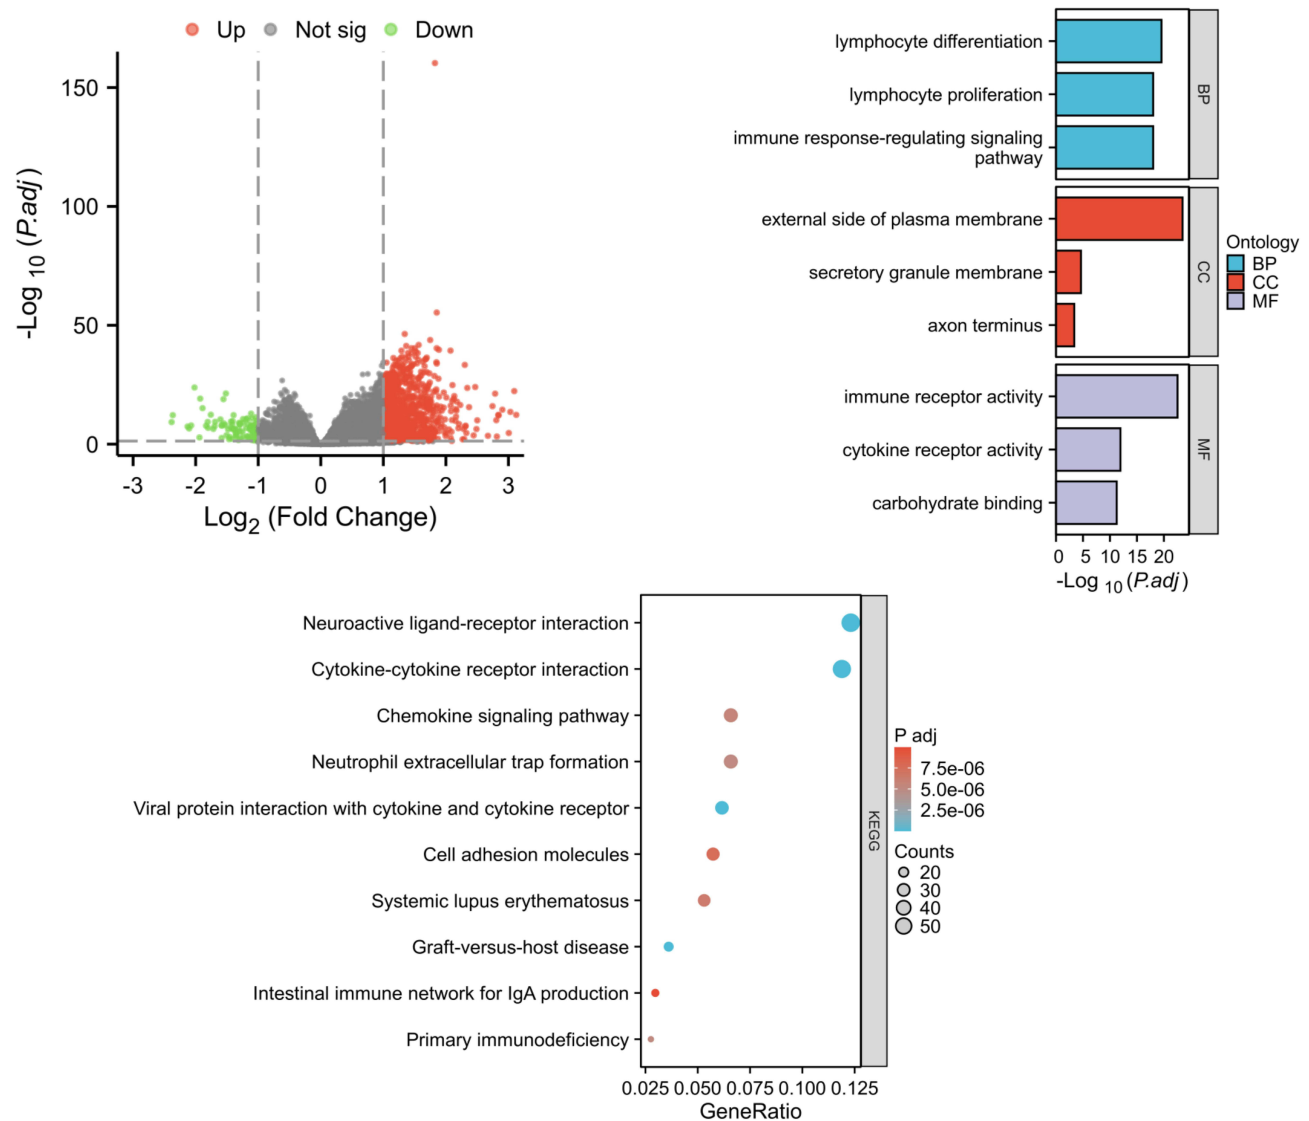 Up Not sig Down
-Log 10 (P.adj)
150
100
50
0
-3 -2 -1 0 1 2 3
Log2 (Fold Change)
lymphocyte differentiation
lymphocyte proliferation
immune response-regulating signaling
pathway
BP
external side of plasma membrane
secretory granule membrane
axon terminus
CC
immune receptor activity
cytokine receptor activity
carbohydrate binding
MF
0 5 10 15 20
-Log 10 (P.adj)
Ontology
BP
CC
MF
Neuroactive ligand-receptor interaction
Cytokine-cytokine receptor interaction
Chemokine signaling pathway
Neutrophil extracellular trap formation
Viral protein interaction with cytokine and cytokine receptor
Cell adhesion molecules
Systemic lupus erythematosus
Graft-versus-host disease
Intestinal immune network for IgA production
Primary immunodeficiency
KEGG
0.025 0.050 0.075 0.100 0.125
GeneRatio
P adj
7.5e-06
5.0e-06
2.5e-06
Counts
20
30
40
50